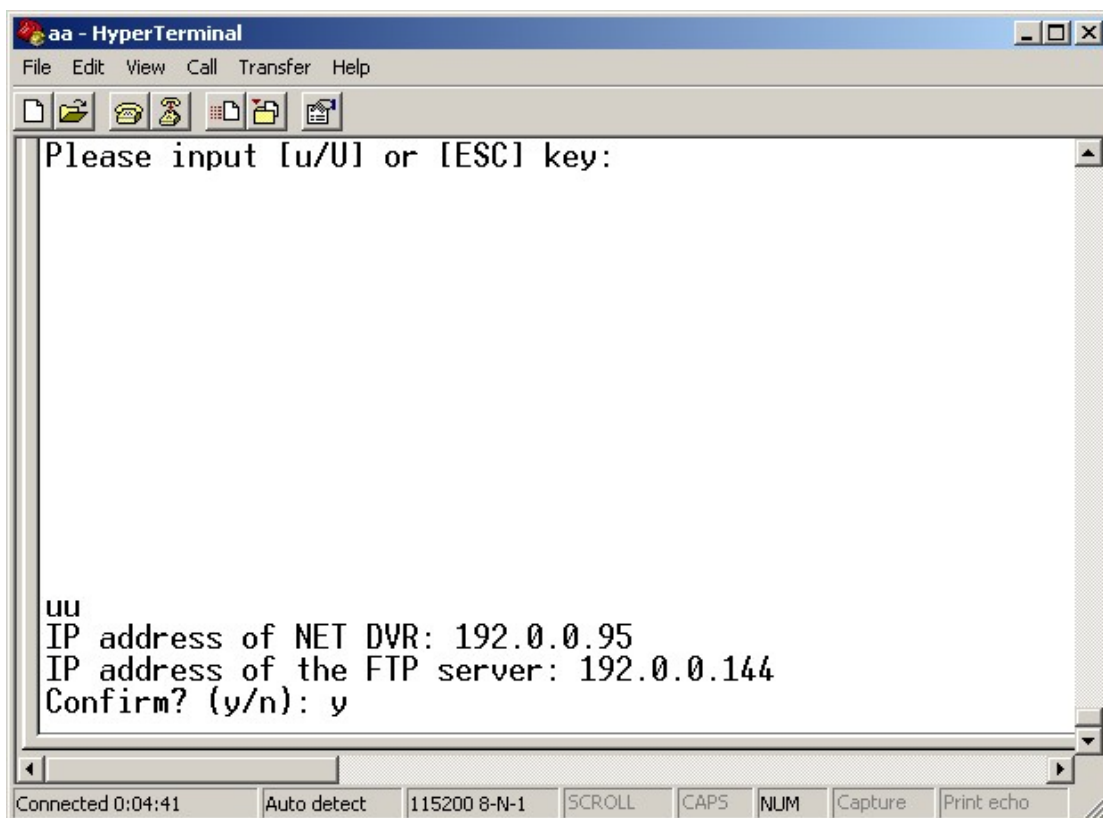 aa - HyperTerminal
File Edit View Call Transfer Help
Please input [u/U] or [ESC] key:
uu
IP address of NET DVR: 192.0.0.95
IP address of the FTP server: 192.0.0.144
Confirm? (y/n): y
Connected 0:04:41 Auto detect 115200 8-N-1 SCROLL CAPS NUM Capture Print echo